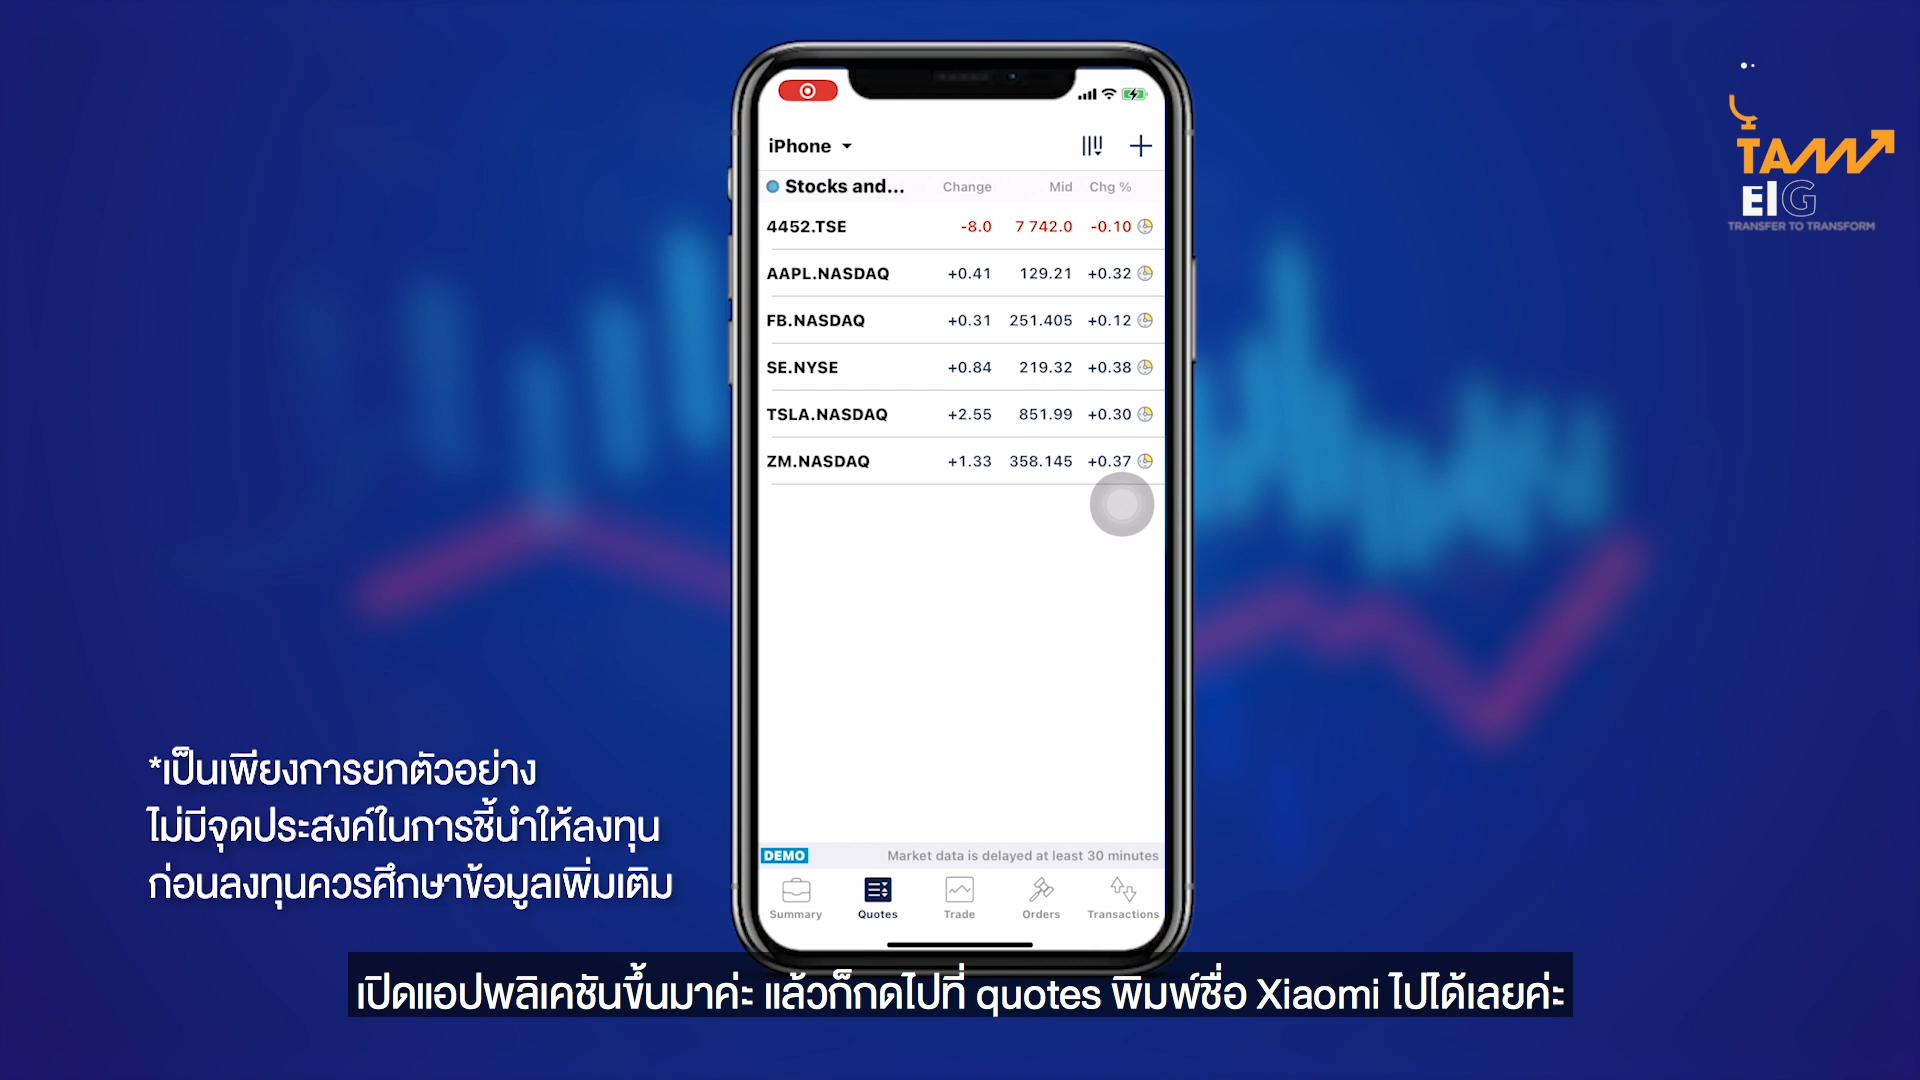 iPhone
Stocks and... Change Mid Chg %
4452.TSE -8.0 7 742.0 -0.10
AAPL.NASDAQ +0.41 129.21 +0.32
FB.NASDAQ +0.31 251.405 +0.12
SE.NYSE +0.84 219.32 +0.38
TSLA.NASDAQ +2.55 851.99 +0.30
ZM.NASDAQ +1.33 358.145 +0.37
DEMO Market data is delayed at least 30 minutes
Summary Quotes Trade Orders Transactions
TAM
EIG
TRANSFER TO TRANSFORM
*เป็นเพียงการยกตัวอย่าง
ไม่มีจุดประสงค์ในการชี้นำให้ลงทุน
ก่อนลงทุนควรศึกษาข้อมูลเพิ่มเติม
เปิดแอปพลิเคชันขึ้นมาค่ะ แล้วก็กดไปที่ quotes พิมพ์ชื่อ Xiaomi ไปได้เลยค่ะ